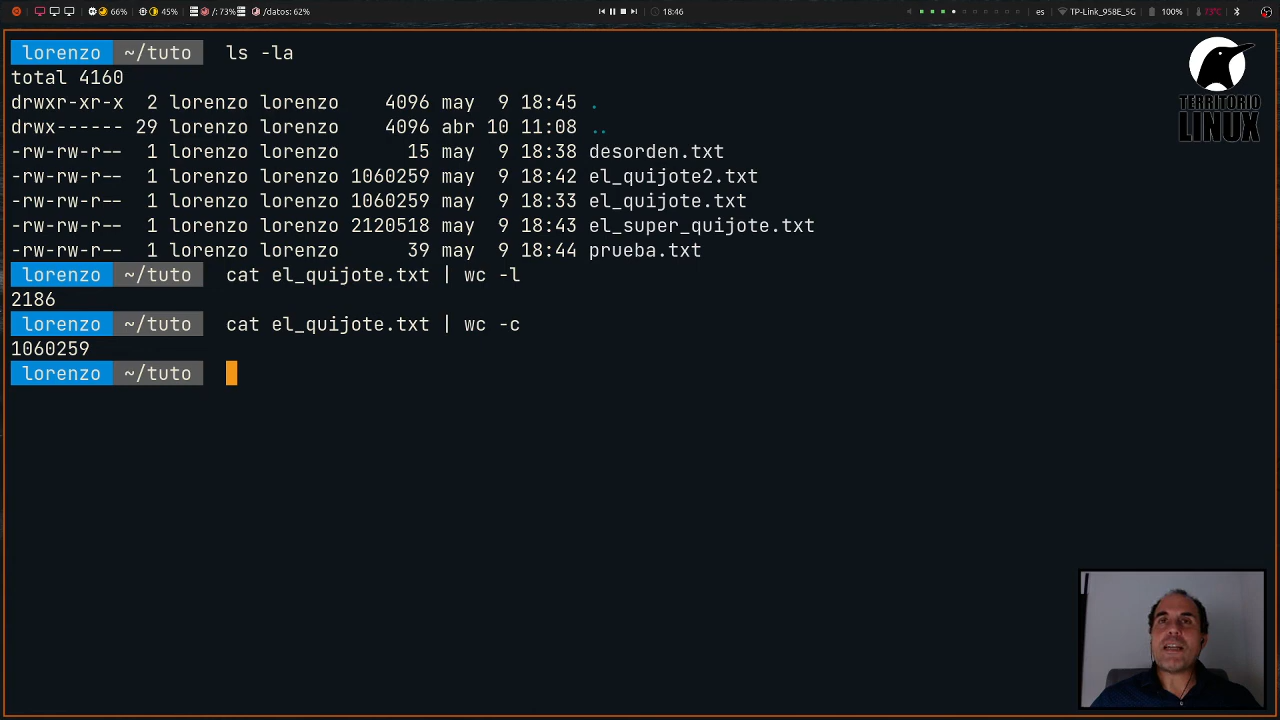 66% 45% /: 73% /datos: 62% 18:46 es TP-Link_958E_5G 100% 73°C
lorenzo ~/tuto ls -la
total 4160
drwxr-xr-x 2 lorenzo lorenzo 4096 may 9 18:45 .
drwx------ 29 lorenzo lorenzo 4096 abr 10 11:08 ..
-rw-rw-r-- 1 lorenzo lorenzo 15 may 9 18:38 desorden.txt
-rw-rw-r-- 1 lorenzo lorenzo 1060259 may 9 18:42 el_quijote2.txt
-rw-rw-r-- 1 lorenzo lorenzo 1060259 may 9 18:33 el_quijote.txt
-rw-rw-r-- 1 lorenzo lorenzo 2120518 may 9 18:43 el_super_quijote.txt
-rw-rw-r-- 1 lorenzo lorenzo 39 may 9 18:44 prueba.txt
lorenzo ~/tuto cat el_quijote.txt | wc -l
2186
lorenzo ~/tuto cat el_quijote.txt | wc -c
1060259
lorenzo ~/tuto
TERRITORIO
LINUX